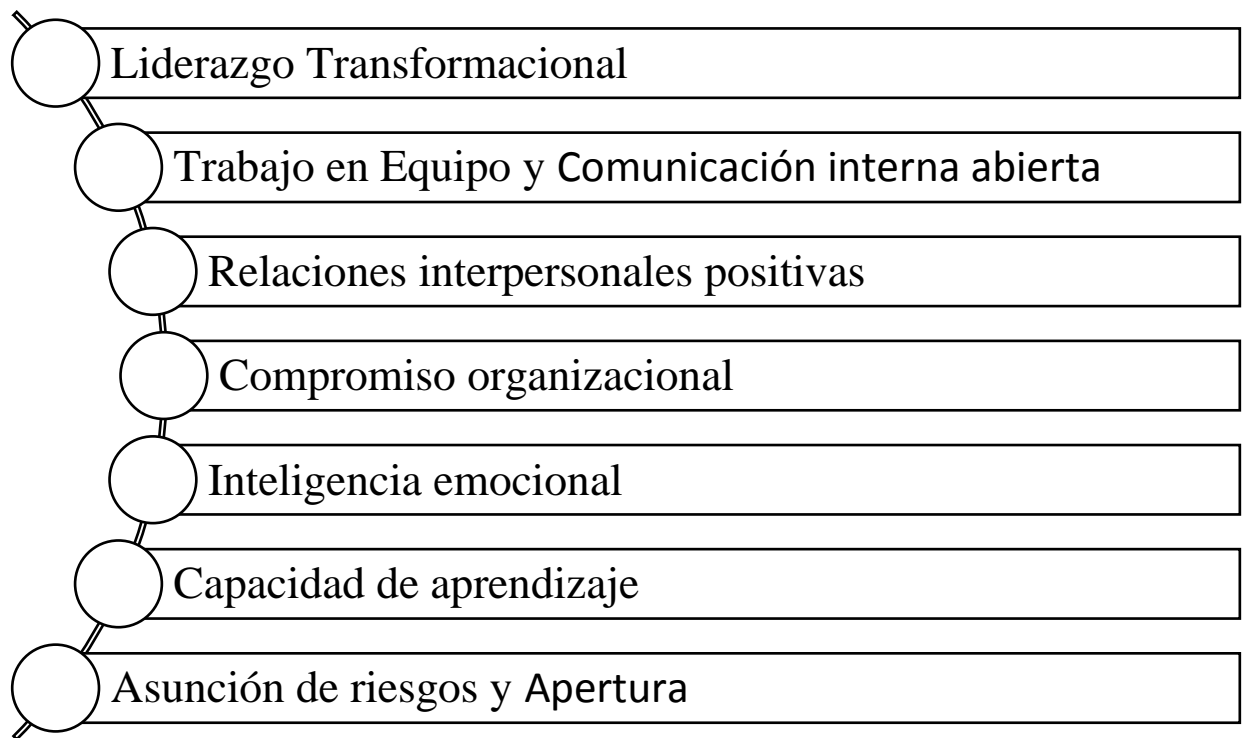 Liderazgo Transformacional
Trabajo en Equipo y Comunicación interna abierta
Relaciones interpersonales positivas
Compromiso organizacional
Inteligencia emocional
Capacidad de aprendizaje
Asunción de riesgos y Apertura